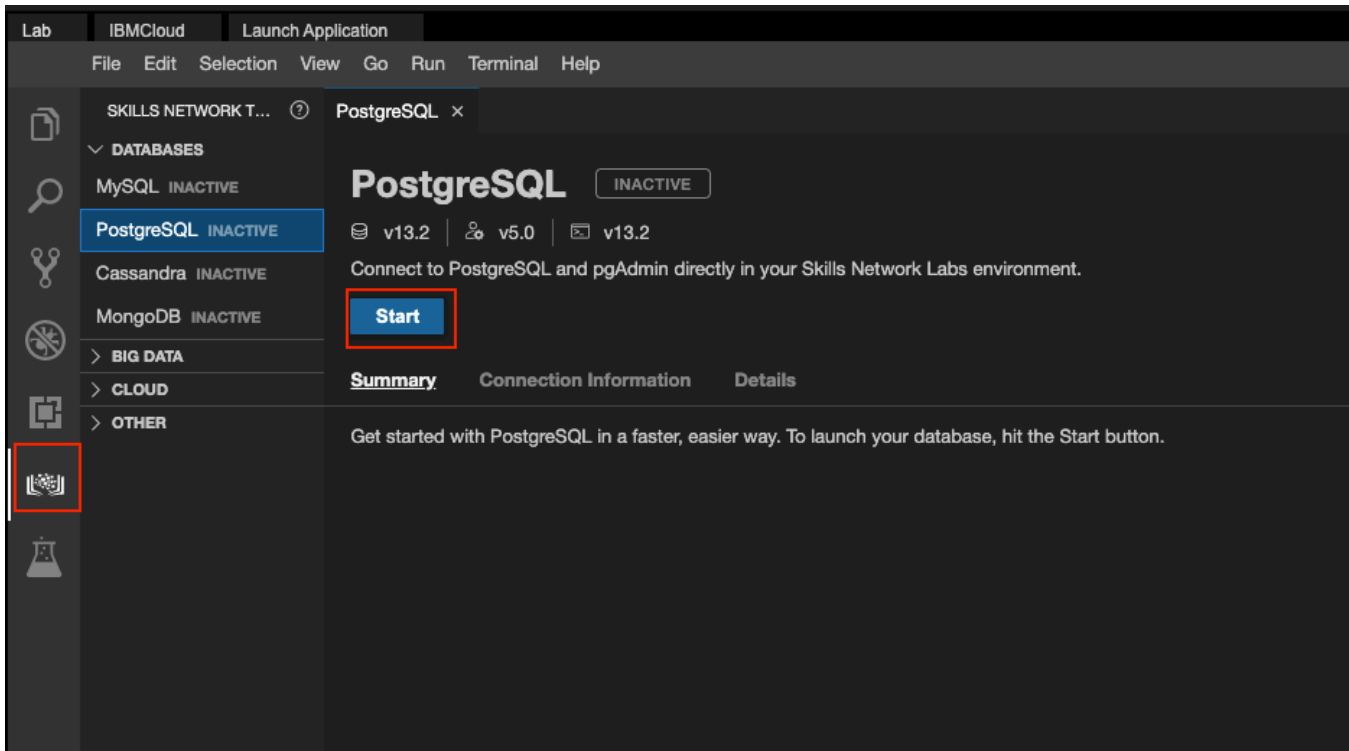 Lab IBMCloud Launch Application
File Edit Selection View Go Run Terminal Help
SKILLS NETWORK T...
DATABASES
MySQL INACTIVE
PostgreSQL INACTIVE
Cassandra INACTIVE
MongoDB INACTIVE
BIG DATA
CLOUD
OTHER
PostgreSQL ×
PostgreSQL INACTIVE
v13.2 v5.0 v13.2
Connect to PostgreSQL and pgAdmin directly in your Skills Network Labs environment.
Start
Summary Connection Information Details
Get started with PostgreSQL in a faster, easier way. To launch your database, hit the Start button.